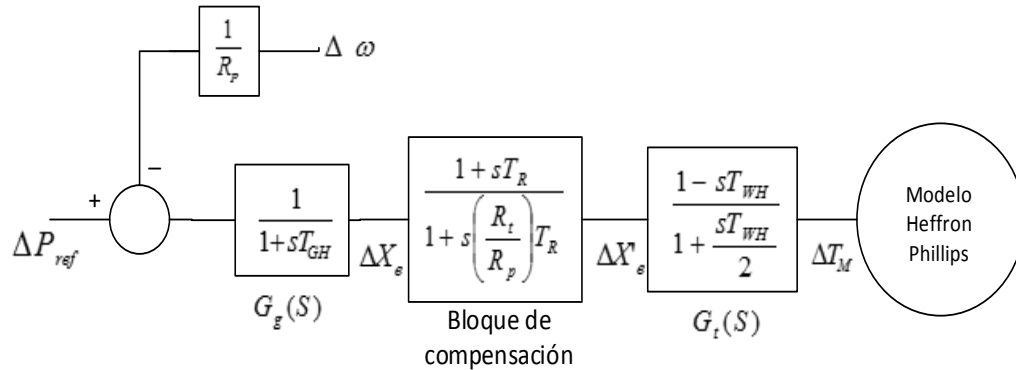 1 / R_p
Δ ω
−
+
ΔP_ref
1 / 1+sT_GH
G_g(S)
ΔX_e
1 + sT_R / 1 + s(R_t / R_p)T_R
Bloque de
compensación
ΔX'_e
1 − sT_WH / 1 + sT_WH / 2
G_t(S)
ΔT_M
Modelo
Heffron
Phillips